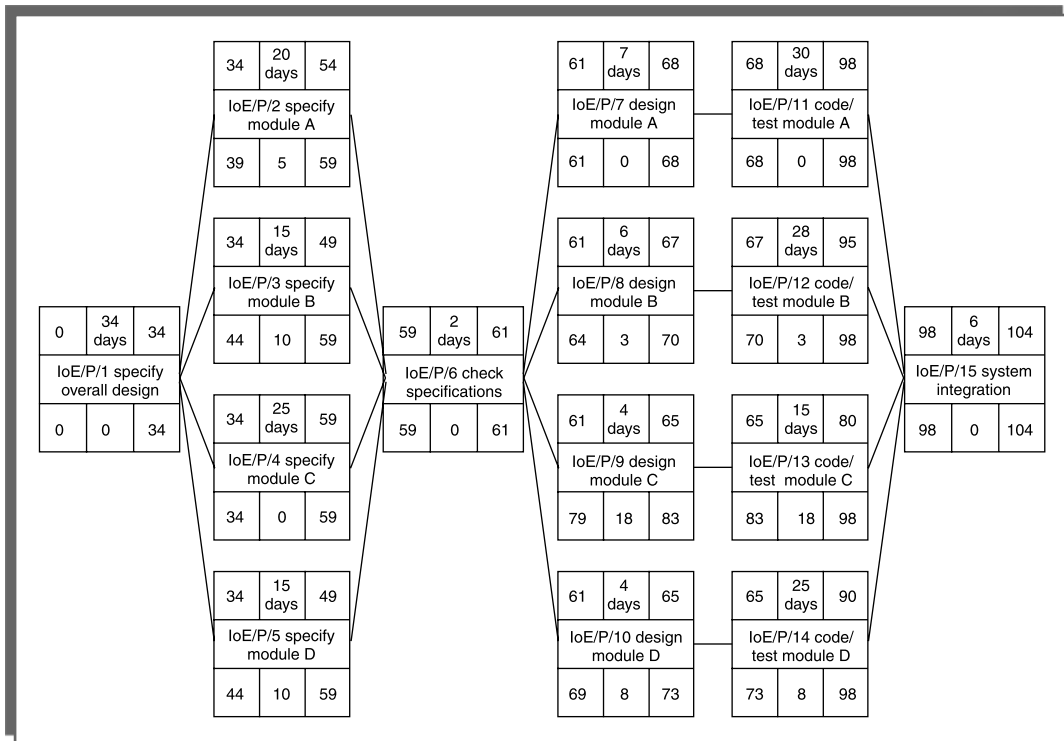 34 20 days 54
IoE/P/2 specify
module A
39 5 59
34 15 days 49
IoE/P/3 specify
module B
44 10 59
0 34 days 34
IoE/P/1 specify
overall design
0 0 34
34 25 days 59
IoE/P/4 specify
module C
34 0 59
34 15 days 49
IoE/P/5 specify
module D
44 10 59
59 2 days 61
IoE/P/6 check
specifications
59 0 61
61 7 days 68
IoE/P/7 design
module A
61 0 68
61 6 days 67
IoE/P/8 design
module B
64 3 70
61 4 days 65
IoE/P/9 design
module C
79 18 83
61 4 days 65
IoE/P/10 design
module D
69 8 73
68 30 days 98
IoE/P/11 code/
test module A
68 0 98
67 28 days 95
IoE/P/12 code/
test module B
70 3 98
65 15 days 80
IoE/P/13 code/
test module C
83 18 98
65 25 days 90
IoE/P/14 code/
test module D
73 8 98
98 6 days 104
IoE/P/15 system
integration
98 0 104